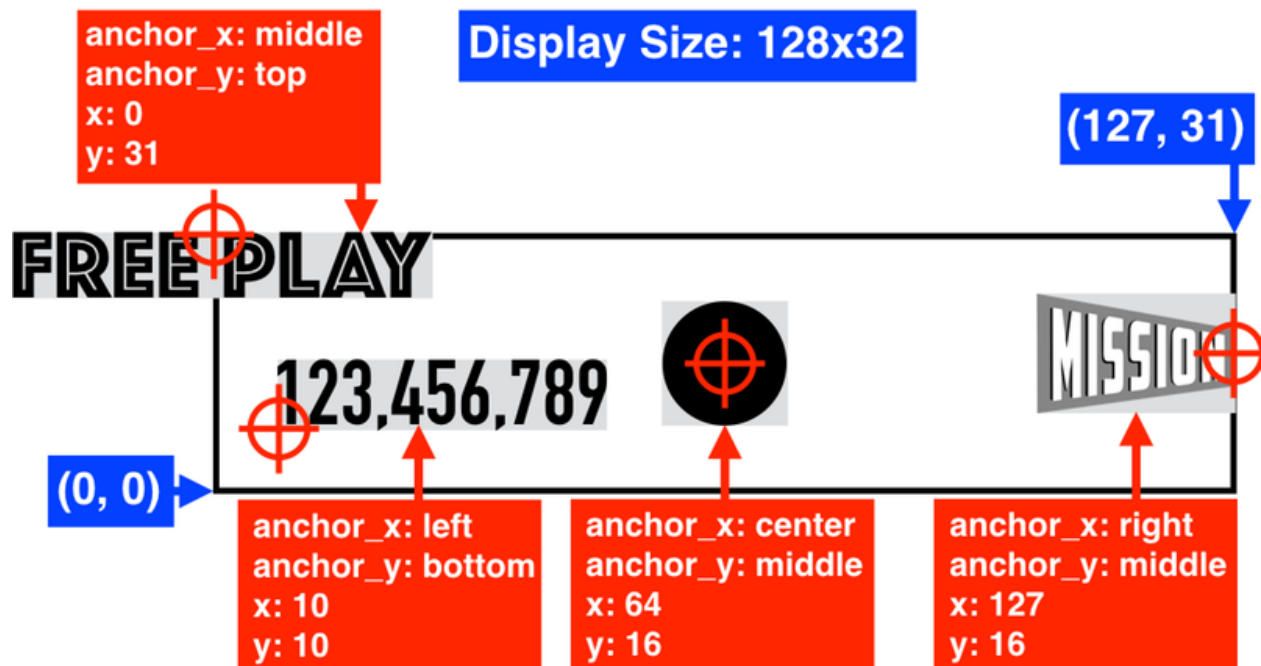 anchor_x: middle
anchor_y: top
x: 0
y: 31
Display Size: 128x32
(127, 31)
FREE PLAY
MISSION
123,456,789
(0, 0)
anchor_x: left
anchor_y: bottom
x: 10
y: 10
anchor_x: center
anchor_y: middle
x: 64
y: 16
anchor_x: right
anchor_y: middle
x: 127
y: 16